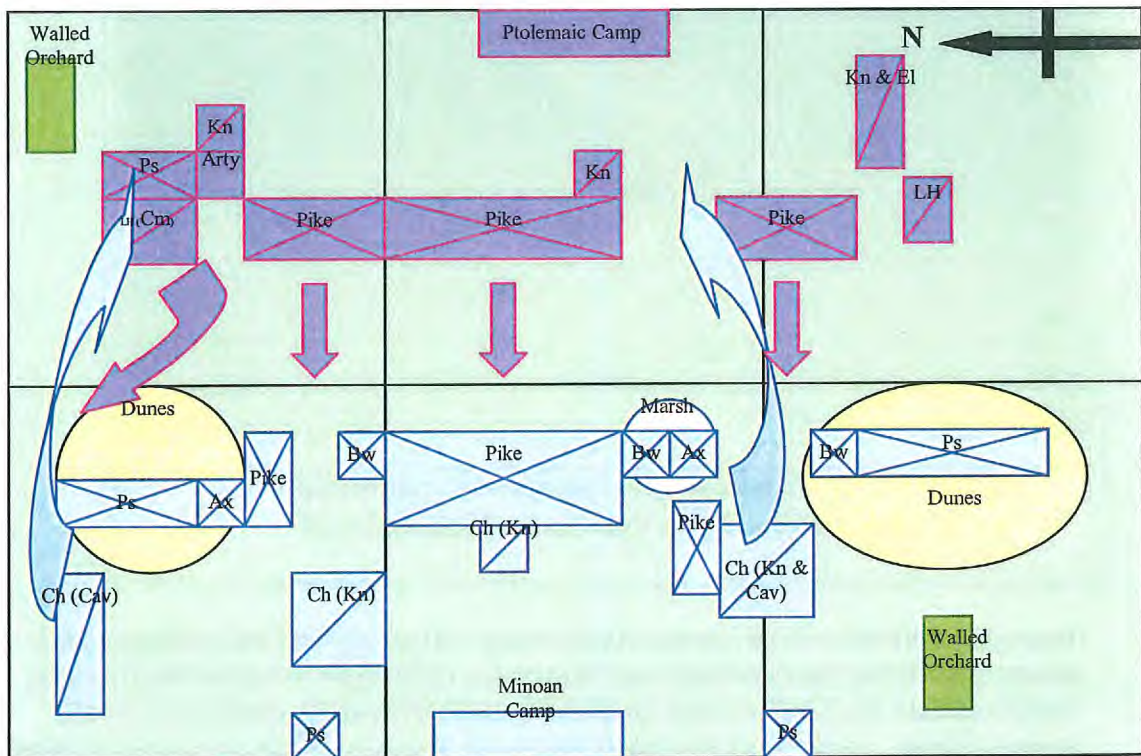 Walled
Orchard
Ptolemaic Camp
N
Kn & El
Kn
Ps
Arty
Kn
LH
(Cm)
Pike
Pike
Pike
Dunes
Marsh
Bw
Pike
Bw
Ax
Bw
Ps
Pike
Ps
Ax
Dunes
Pike
Ch (Kn)
Ch (Cav)
Ch (Kn)
Ch (Kn &
Cav)
Walled
Orchard
Minoan
Camp
Ps
Ps